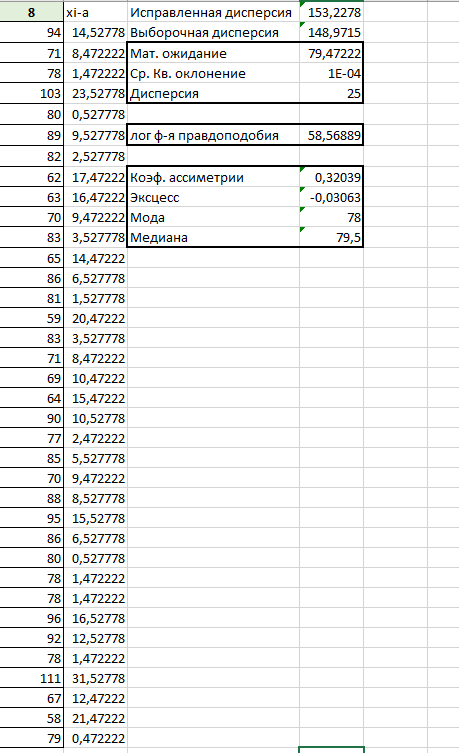 8 xi-a Исправленная дисперсия 153,2278
94 14,52778 Выборочная дисперсия 148,9715
71 8,472222 Мат. ожидание 79,47222
78 1,472222 Ср. Кв. оклонение 1E-04
103 23,52778 Дисперсия 25
80 0,527778
89 9,527778 лог ф-я правдоподобия 58,56889
82 2,527778
62 17,47222 Коэф. ассиметрии 0,32039
63 16,47222 Эксцесс -0,03063
70 9,472222 Мода 78
83 3,527778 Медиана 79,5
65 14,47222
86 6,527778
81 1,527778
59 20,47222
83 3,527778
71 8,472222
69 10,47222
64 15,47222
90 10,52778
77 2,472222
85 5,527778
70 9,472222
88 8,527778
95 15,52778
86 6,527778
80 0,527778
78 1,472222
78 1,472222
96 16,52778
92 12,52778
78 1,472222
111 31,52778
67 12,47222
58 21,47222
79 0,472222